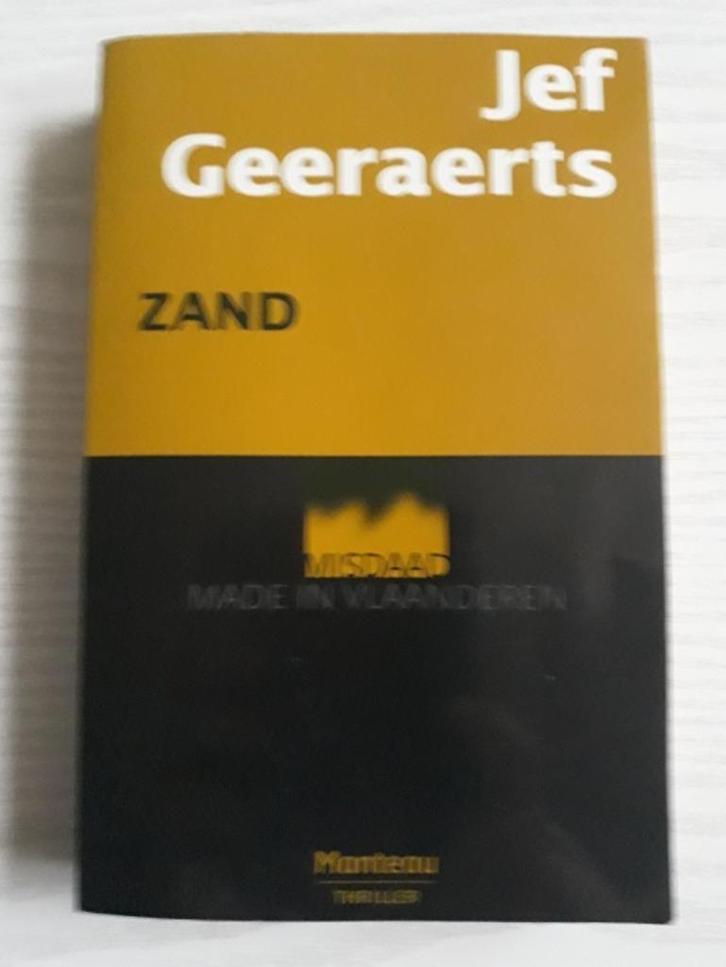 Jef
Geeraerts
ZAND
MISDAAD
MADE IN VLAANDEREN
Manteau
THRILLER